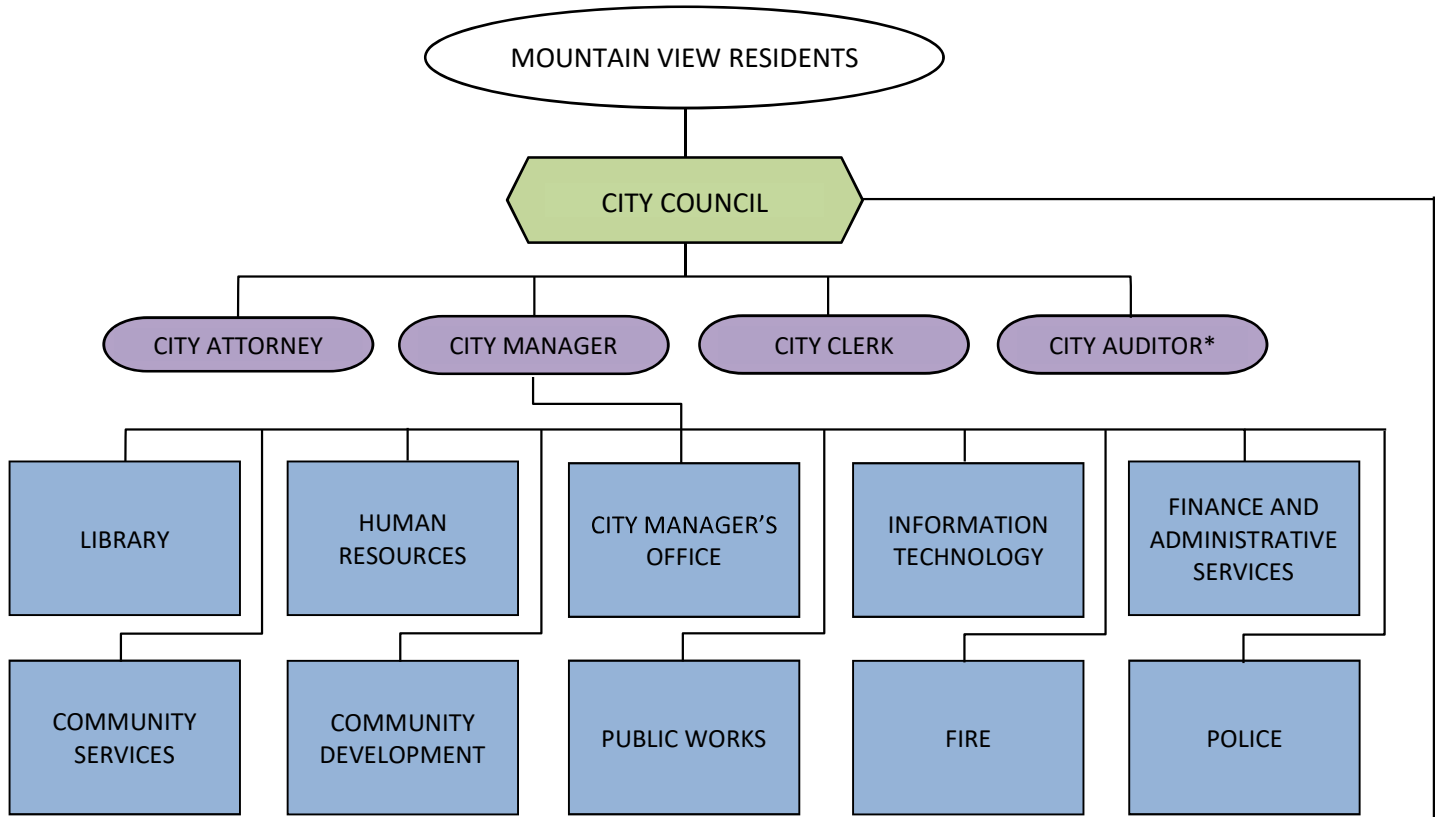 MOUNTAIN VIEW RESIDENTS
CITY COUNCIL
CITY ATTORNEY
CITY MANAGER
CITY CLERK
CITY AUDITOR*
LIBRARY
HUMAN
RESOURCES
CITY MANAGER’S
OFFICE
INFORMATION
TECHNOLOGY
FINANCE AND
ADMINISTRATIVE
SERVICES
COMMUNITY
SERVICES
COMMUNITY
DEVELOPMENT
PUBLIC WORKS
FIRE
POLICE